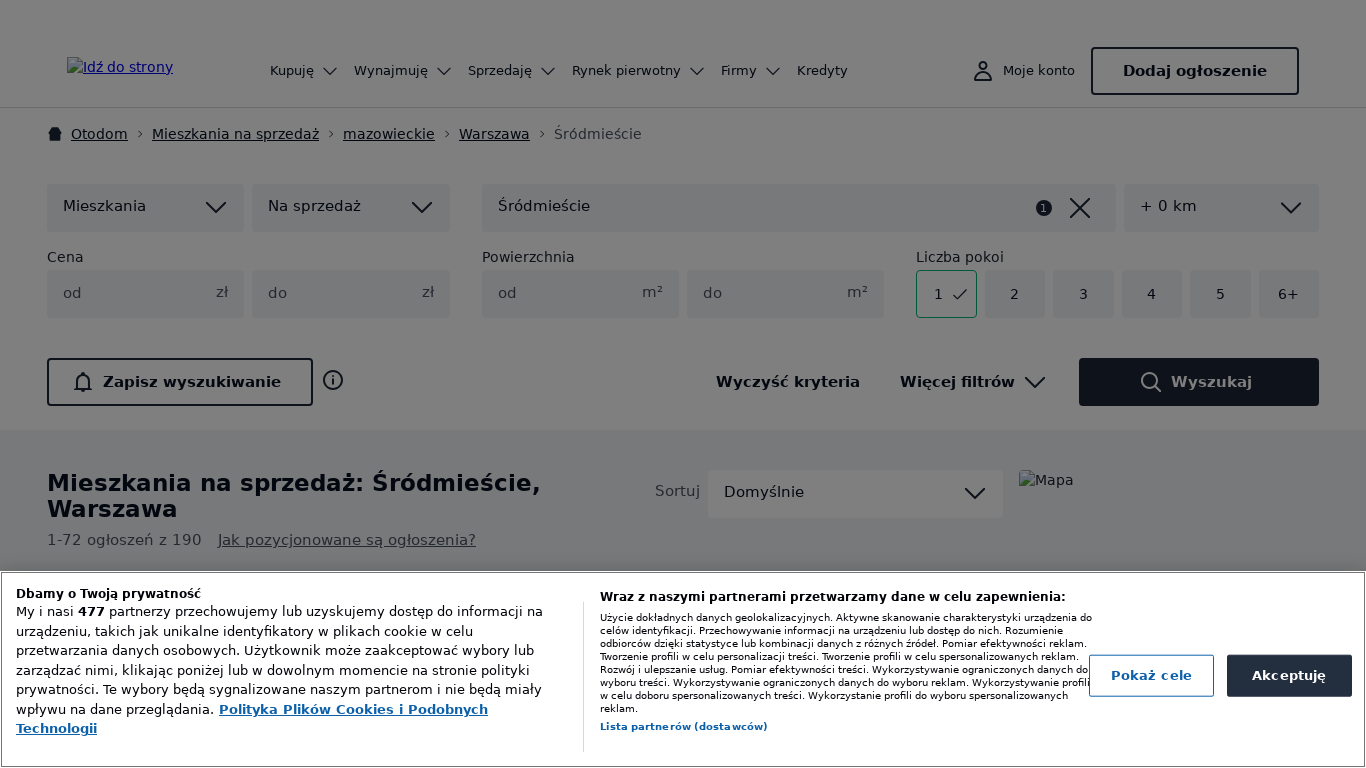 Idź do strony
Kupuję
Wynajmuję
Sprzedaję
Rynek pierwotny
Firmy
Kredyty
Moje konto
Dodaj ogłoszenie
Otodom
Mieszkania na sprzedaż
mazowieckie
Warszawa
Śródmieście
Mieszkania
Na sprzedaż
Śródmieście
1
+ 0 km
Cena
Powierzchnia
Liczba pokoi
od zł
do zł
od m²
do m²
1
2
3
4
5
6+
Zapisz wyszukiwanie
Wyczyść kryteria
Więcej filtrów
Wyszukaj
Mieszkania na sprzedaż: Śródmieście,
Warszawa
Sortuj
Domyślnie
Mapa
1-72 ogłoszeń z 190
Jak pozycjonowane są ogłoszenia?
Dbamy o Twoją prywatność
My i nasi 477 partnerzy przechowujemy lub uzyskujemy dostęp do informacji na
urządzeniu, takich jak unikalne identyfikatory w plikach cookie w celu
przetwarzania danych osobowych. Użytkownik może zaakceptować wybory lub
zarządzać nimi, klikając poniżej lub w dowolnym momencie na stronie polityki
prywatności. Te wybory będą sygnalizowane naszym partnerom i nie będą miały
wpływu na dane przeglądania. Polityka Plików Cookies i Podobnych
Technologii
Wraz z naszymi partnerami przetwarzamy dane w celu zapewnienia:
Użycie dokładnych danych geolokalizacyjnych. Aktywne skanowanie charakterystyki urządzenia do
celów identyfikacji. Przechowywanie informacji na urządzeniu lub dostęp do nich. Rozumienie
odbiorców dzięki statystyce lub kombinacji danych z różnych źródeł. Pomiar efektywności reklam.
Tworzenie profili w celu personalizacji treści. Tworzenie profili w celu spersonalizowanych reklam.
Rozwój i ulepszanie usług. Pomiar efektywności treści. Wykorzystywanie ograniczonych danych do
wyboru treści. Wykorzystywanie ograniczonych danych do wyboru reklam. Wykorzystywanie profili
w celu doboru spersonalizowanych treści. Wykorzystanie profili do wyboru spersonalizowanych
reklam.
Lista partnerów (dostawców)
Pokaż cele
Akceptuję